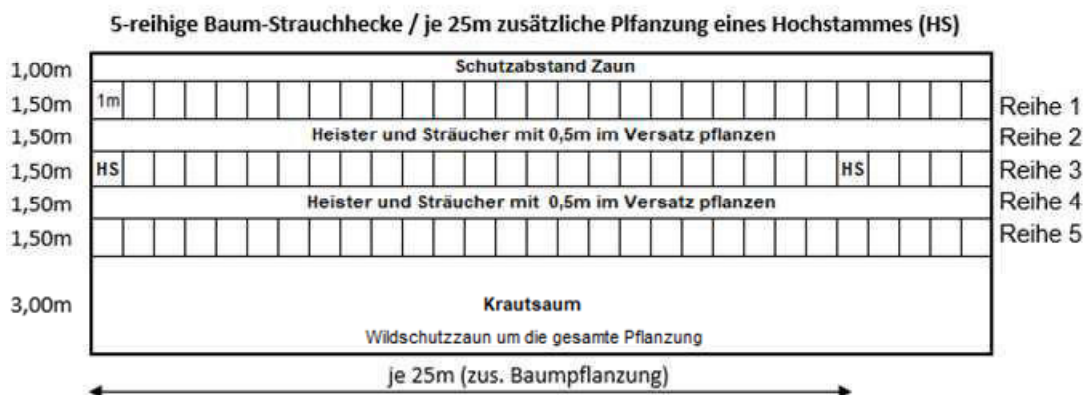 5-reihige Baum-Strauchhecke / je 25m zusätzliche Plfanzung eines Hochstammes (HS)
1,00m Schutzabstand Zaun
1,50m 1m Reihe 1
1,50m Heister und Sträucher mit 0,5m im Versatz pflanzen Reihe 2
1,50m HS HS Reihe 3
1,50m Heister und Sträucher mit 0,5m im Versatz pflanzen Reihe 4
1,50m Reihe 5
3,00m Krautsaum
Wildschutzzaun um die gesamte Pflanzung
je 25m (zus. Baumpflanzung)